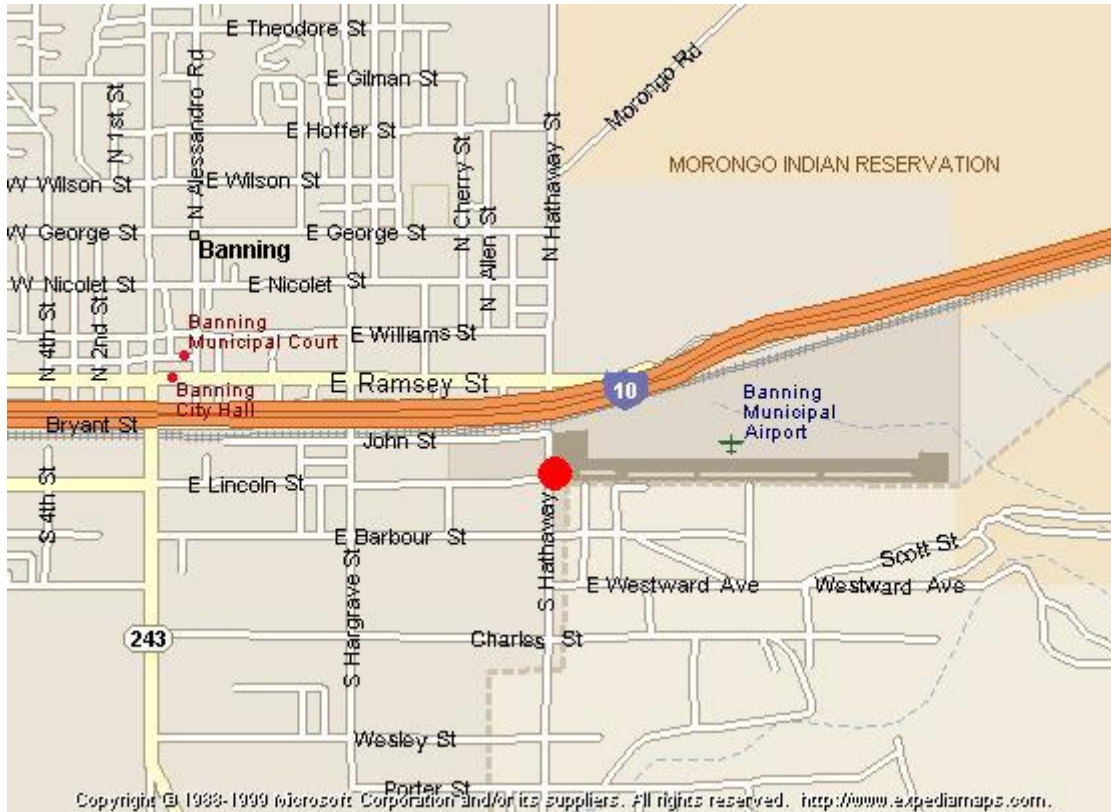 E Theodore St
E Gilman St
Morongo Rd
N 1st St
N Alessandro Rd
E Hoffer St
N Hathaway St
MORONGO INDIAN RESERVATION
W Wilson St
E Wilson St
N Cherry St
W George St
E George St
N Allen St
Banning
W Nicolet St
E Nicolet St
N 4th St
N 2nd St
Banning
Municipal Court
E Williams St
E Ramsey St
10
Banning
City Hall
Banning
Municipal
Airport
Bryant St
John St
S 4th St
E Lincoln St
S Hathaway
E Barbour St
S Hargrave St
Scott St
E Westward Ave
Westward Ave
243
Charles St
Wesley St
Porter St
Copyright © 1988-1999 Microsoft Corporation and/or its suppliers. All rights reserved. http://www.expediamaps.com.